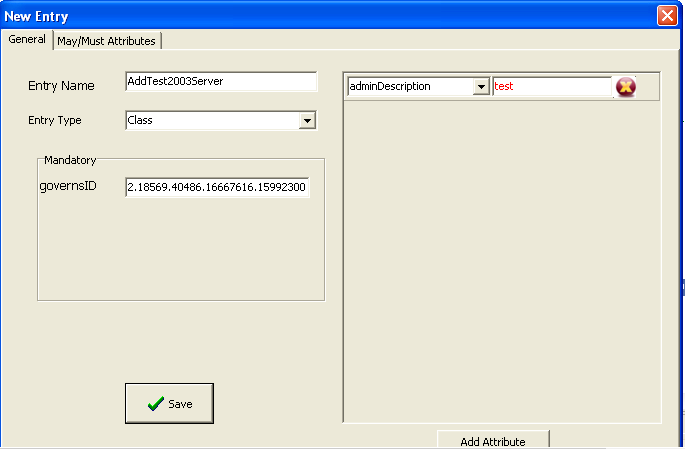 New Entry
General
May/Must Attributes
Entry Name
AddTest2003Server
adminDescription
test
Entry Type
Class
Mandatory
governsID
2.18569.40486.16667616.15992300
Save
Add Attribute